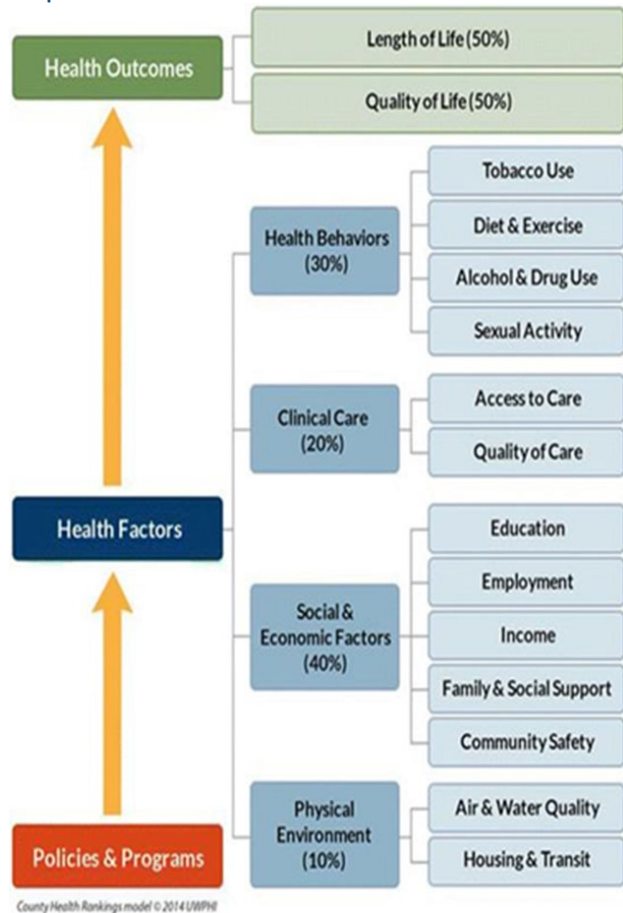 Health Outcomes
Length of Life (50%)
Quality of Life (50%)
Health Behaviors
(30%)
Tobacco Use
Diet & Exercise
Alcohol & Drug Use
Sexual Activity
Clinical Care
(20%)
Access to Care
Quality of Care
Health Factors
Social &
Economic Factors
(40%)
Education
Employment
Income
Family & Social Support
Community Safety
Physical
Environment
(10%)
Air & Water Quality
Housing & Transit
Policies & Programs
County Health Rankings model © 2014 UWPHI